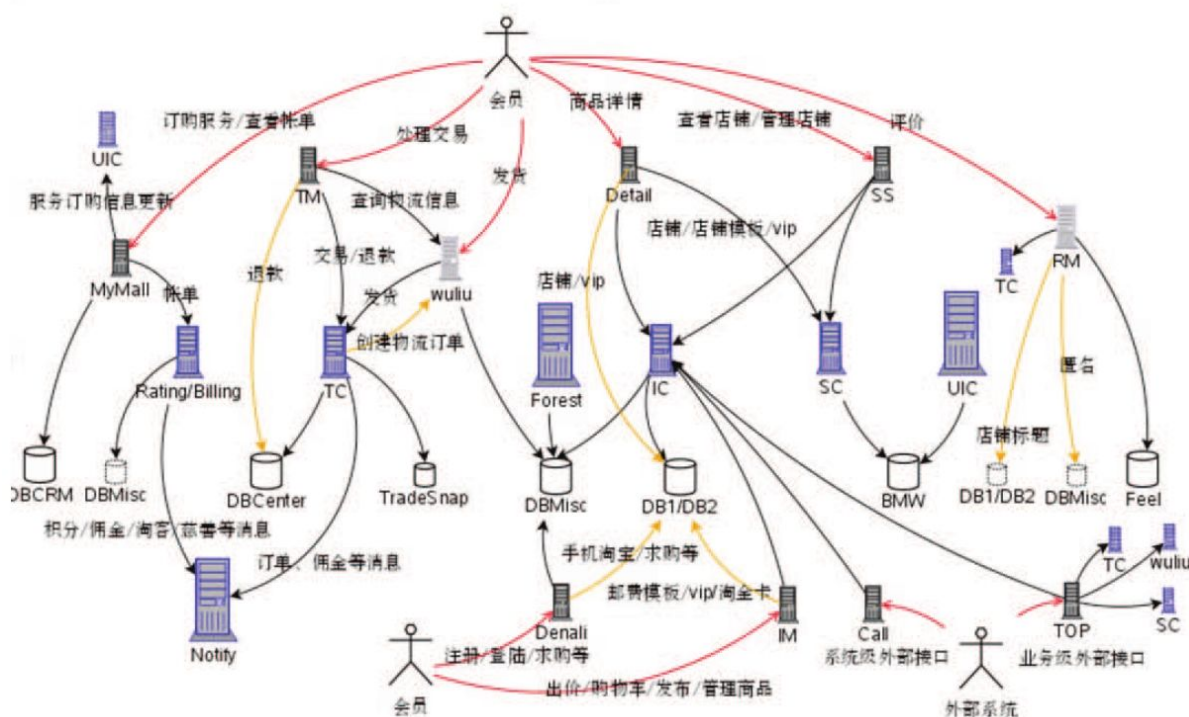 会员
商品详情
订购服务/查看帐单
处理交易
查看店铺/管理店铺
评价
UIC
TM
发货
Detail
SS
服务订购信息更新
查询物流信息
店铺/店铺模板/vip
RM
MyMall
退款
交易/退款
wuliu
店铺/vip
TC
帐单
发货
创建物流订单
匿名
Rating/Billing
TC
Forest
IC
SC
UIC
店铺标题
DBCRM
DBMisc
DBCenter
TradeSnap
DBMisc
DB1/DB2
BMW
DB1/DB2
DBMisc
Feel
积分/佣金/淘客/慈善等消息
订单、佣金等消息
手机淘宝/求购等
TC
wuliu
邮费模板/vip/淘金卡
Notify
Denali
IM
Call
TOP
SC
注册/登陆/求购等
系统级外部接口
业务级外部接口
出价/购物车/发布/管理商品
会员
外部系统